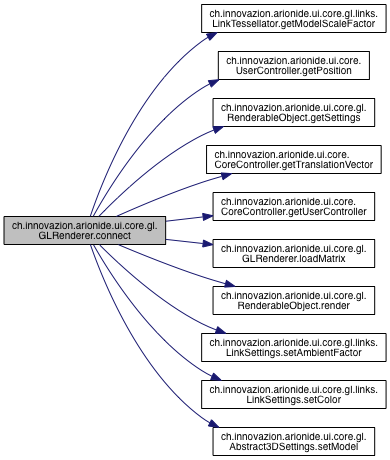 ch.innovazion.arionide.ui.core.gl.links.
LinkTessellator.getModelScaleFactor
ch.innovazion.arionide.ui.core.
UserController.getPosition
ch.innovazion.arionide.ui.core.gl.
RenderableObject.getSettings
ch.innovazion.arionide.ui.core.
CoreController.getTranslationVector
ch.innovazion.arionide.ui.core.
CoreController.getUserController
ch.innovazion.arionide.ui.core.gl.
GLRenderer.connect
ch.innovazion.arionide.ui.core.gl.
GLRenderer.loadMatrix
ch.innovazion.arionide.ui.core.gl.
RenderableObject.render
ch.innovazion.arionide.ui.core.gl.links.
LinkSettings.setAmbientFactor
ch.innovazion.arionide.ui.core.gl.links.
LinkSettings.setColor
ch.innovazion.arionide.ui.core.gl.
Abstract3DSettings.setModel